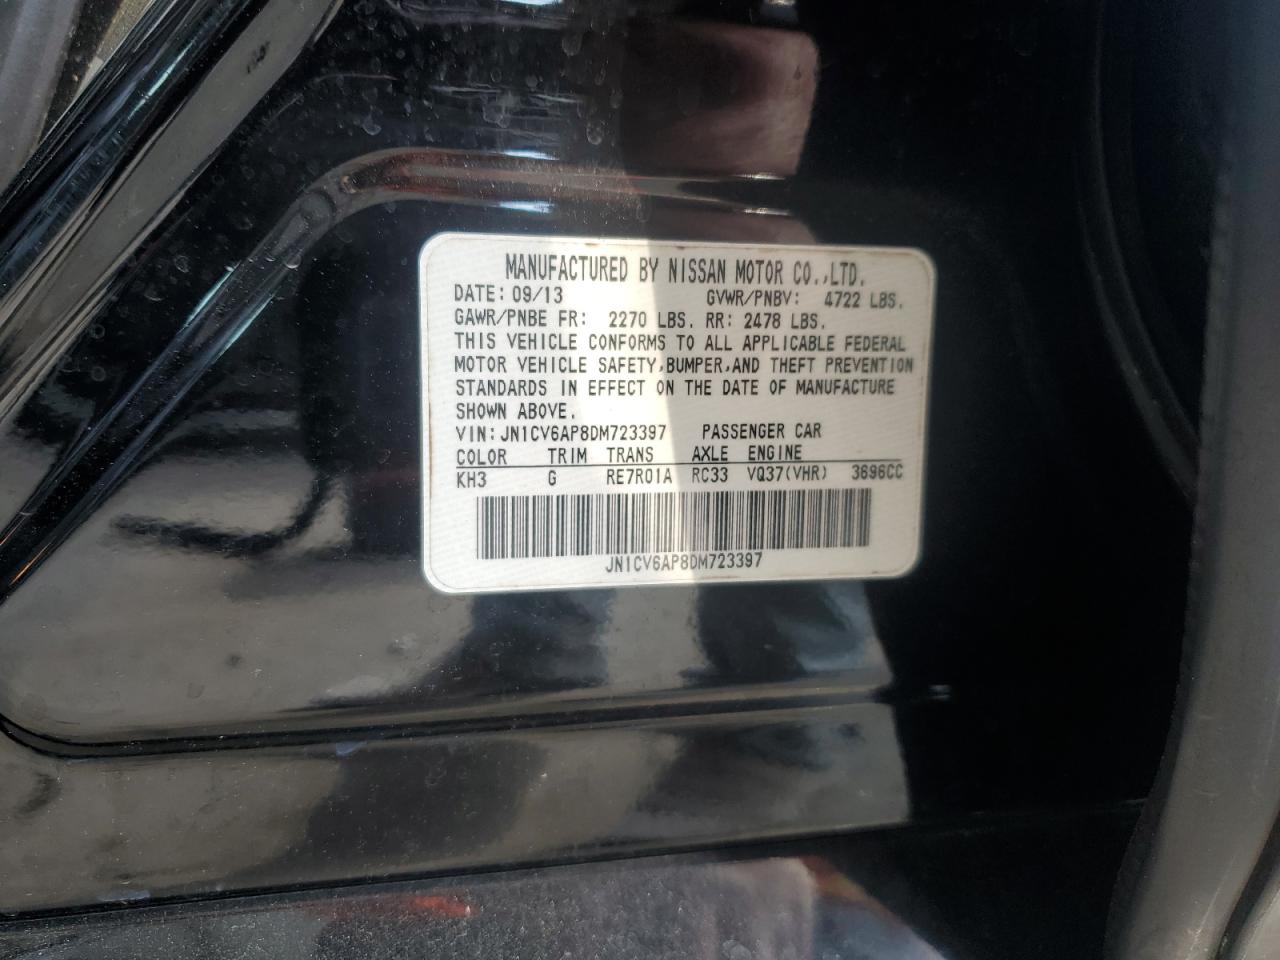 MANUFACTURED BY NISSAN MOTOR CO.,LTD.
DATE: 09/13 GVWR/PNBV: 4722 LBS.
GAWR/PNBE FR: 2270 LBS. RR: 2478 LBS.
THIS VEHICLE CONFORMS TO ALL APPLICABLE FEDERAL
MOTOR VEHICLE SAFETY,BUMPER,AND THEFT PREVENTION
STANDARDS IN EFFECT ON THE DATE OF MANUFACTURE
SHOWN ABOVE.
VIN:JN1CV6AP8DM723397 PASSENGER CAR
COLOR TRIM TRANS AXLE ENGINE
KH3 G RE7R01A RC33 VQ37(VHR) 3696CC
JN1CV6AP8DM723397